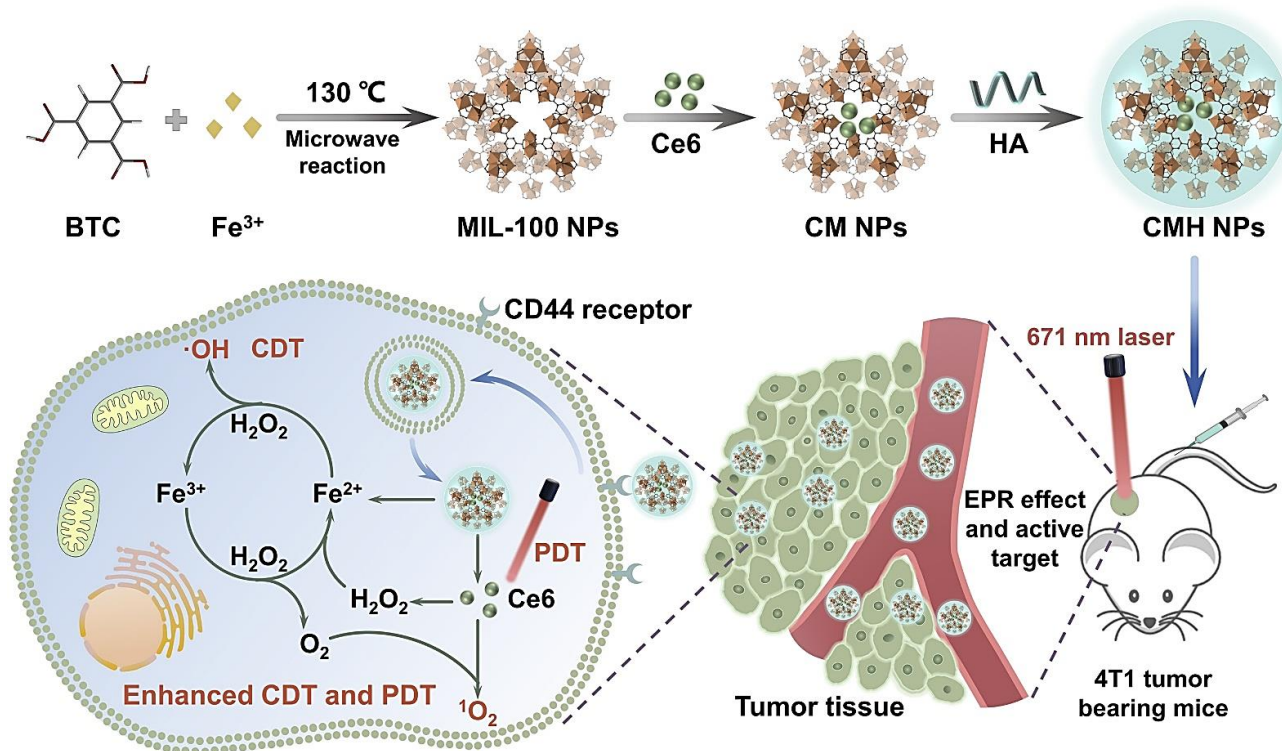 130 ℃
Microwave
reaction
Ce6
HA
BTC
Fe³⁺
MIL-100 NPs
CM NPs
CMH NPs
CD44 receptor
·OH CDT
H₂O₂
Fe³⁺
Fe²⁺
H₂O₂
PDT
H₂O₂
Ce6
O₂
Enhanced CDT and PDT
¹O₂
Tumor tissue
671 nm laser
EPR effect
and active
target
4T1 tumor
bearing mice